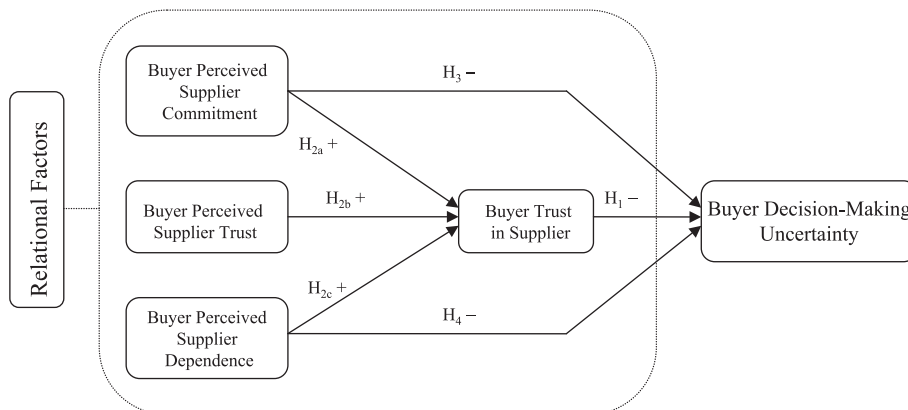 Relational Factors
Buyer Perceived
Supplier
Commitment
H3 –
H2a +
Buyer Perceived
Supplier Trust
H2b +
Buyer Trust
in Supplier
H1 –
Buyer Decision-Making
Uncertainty
H2c +
Buyer Perceived
Supplier
Dependence
H4 –